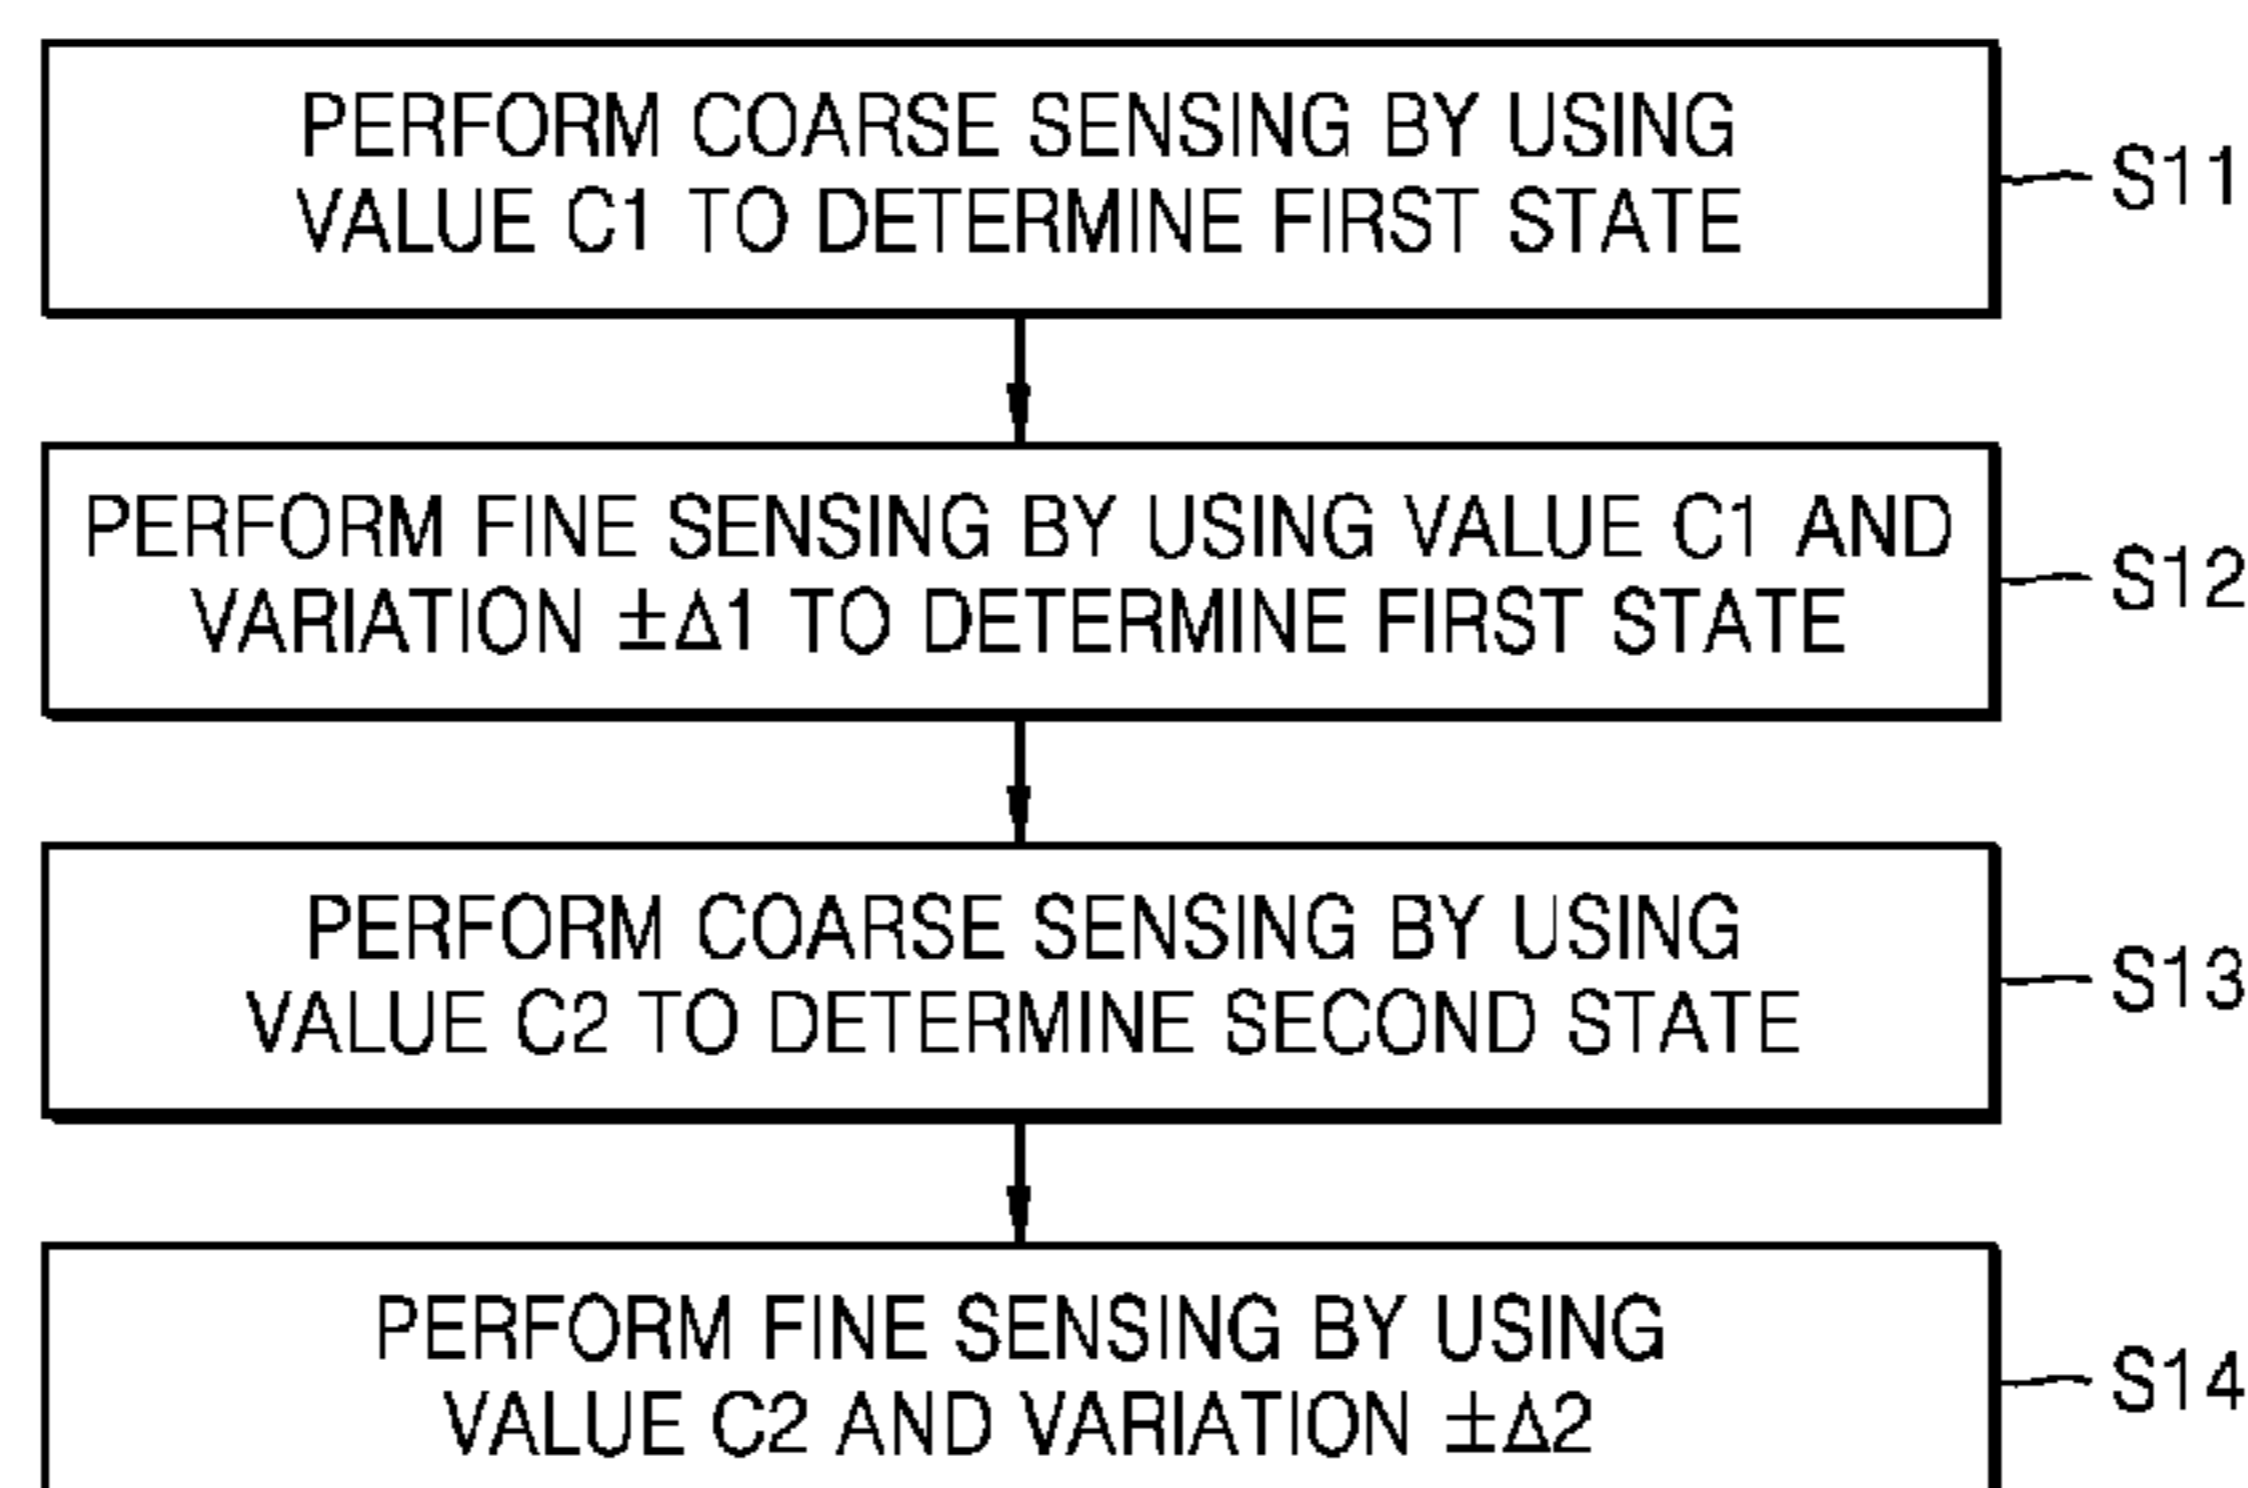 PERFORM COARSE SENSING BY USING
VALUE C1 TO DETERMINE FIRST STATE
S11
PERFORM FINE SENSING BY USING VALUE C1 AND
VARIATION ±Δ1 TO DETERMINE FIRST STATE
S12
PERFORM COARSE SENSING BY USING
VALUE C2 TO DETERMINE SECOND STATE
S13
PERFORM FINE SENSING BY USING
VALUE C2 AND VARIATION ±Δ2
S14